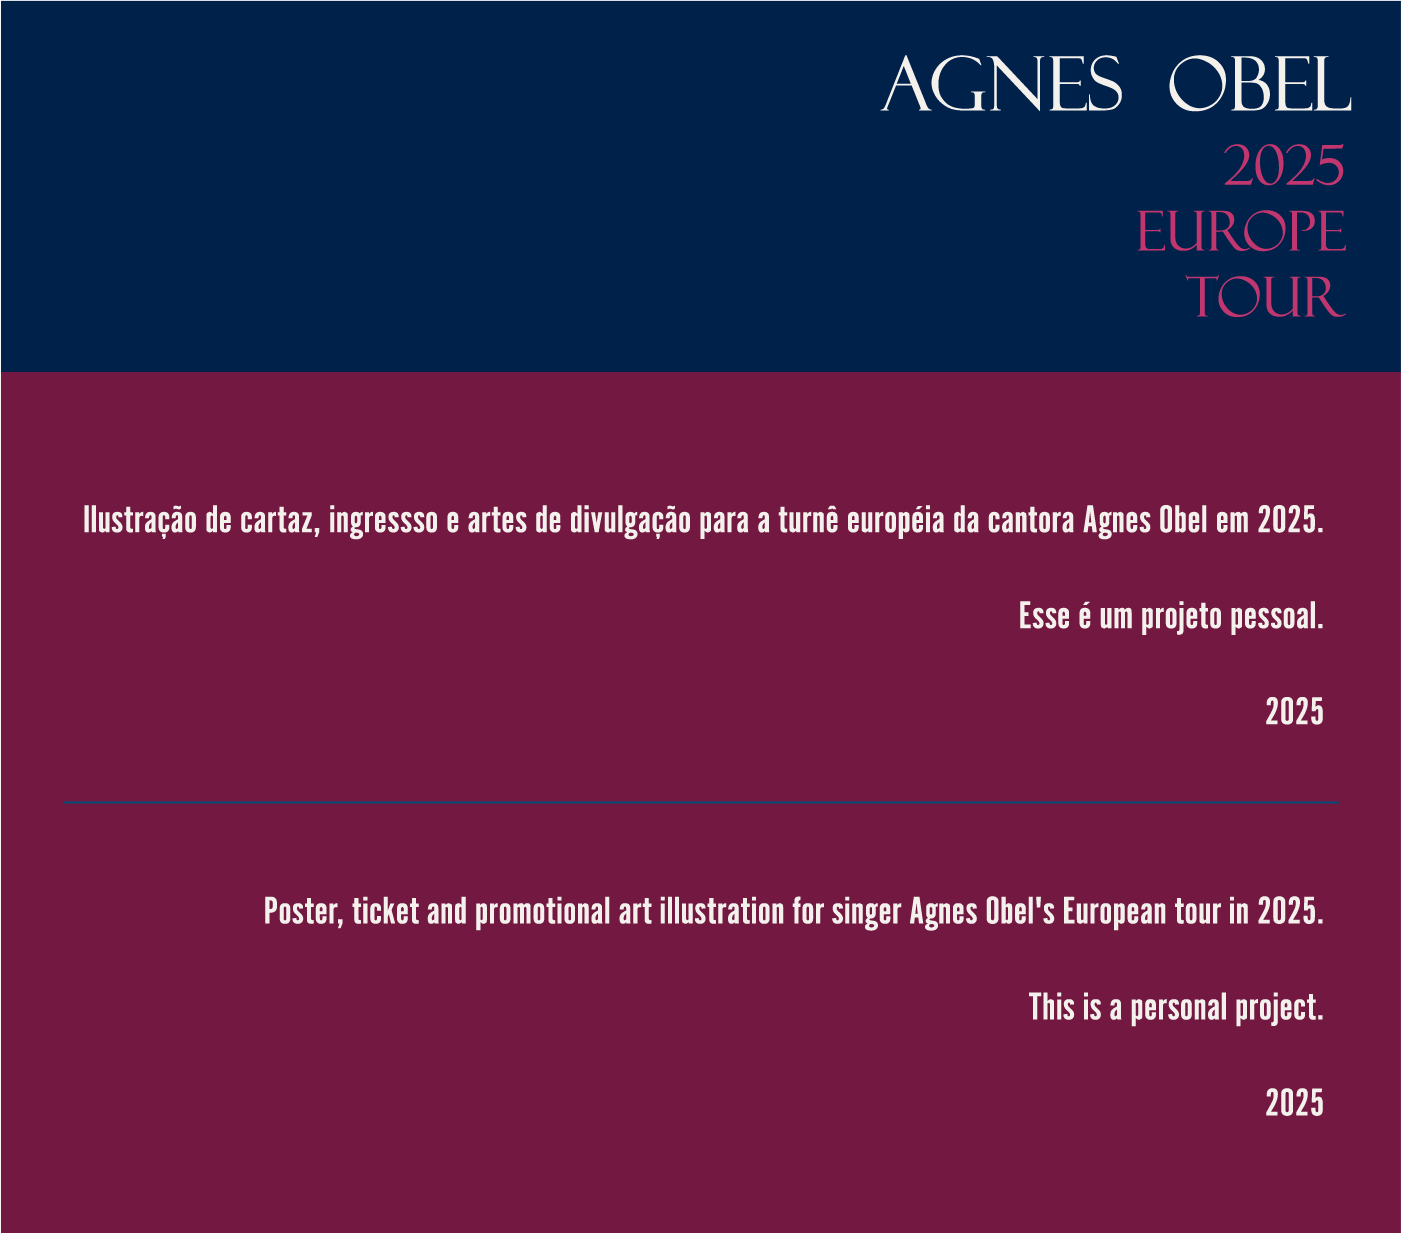 AGNES OBEL
2025
EUROPE
TOUR
Ilustração de cartaz, ingressso e artes de divulgação para a turnê européia da cantora Agnes Obel em 2025.
Esse é um projeto pessoal.
2025
Poster, ticket and promotional art illustration for singer Agnes Obel's European tour in 2025.
This is a personal project.
2025